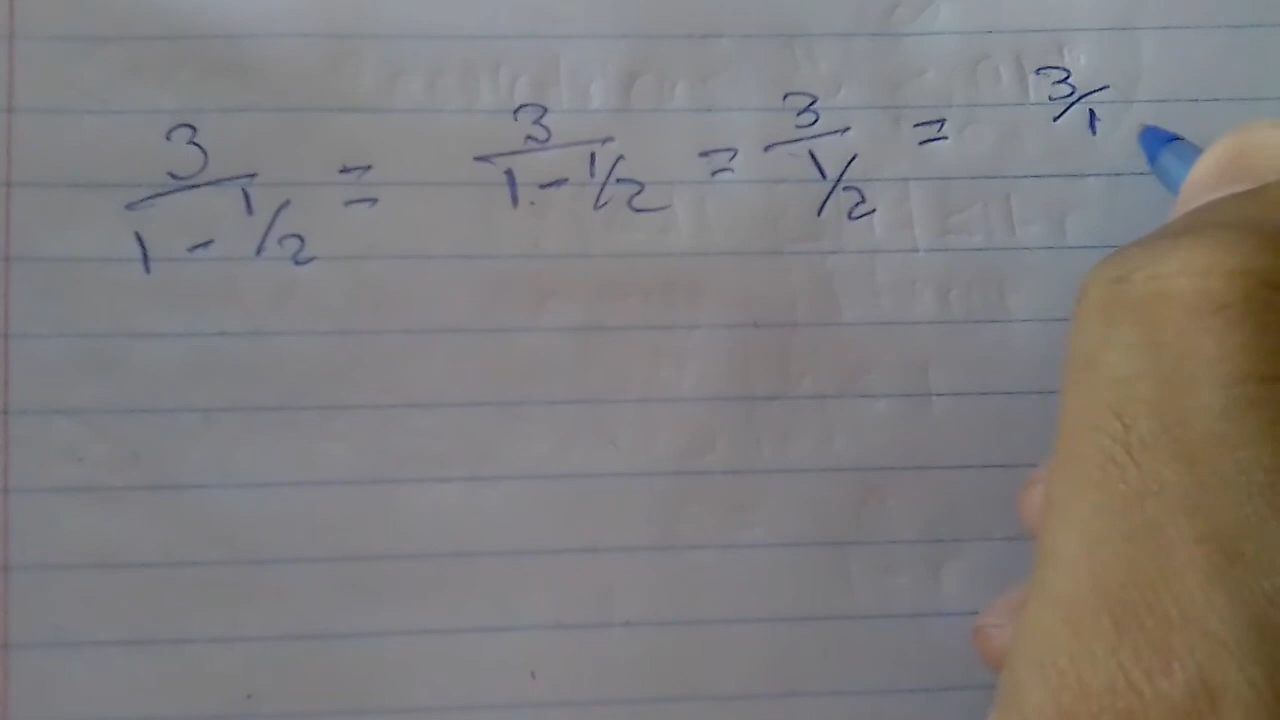 3/(1 - 1/2) = 3/(1 - 1/2) = 3/(1/2) = 3/1